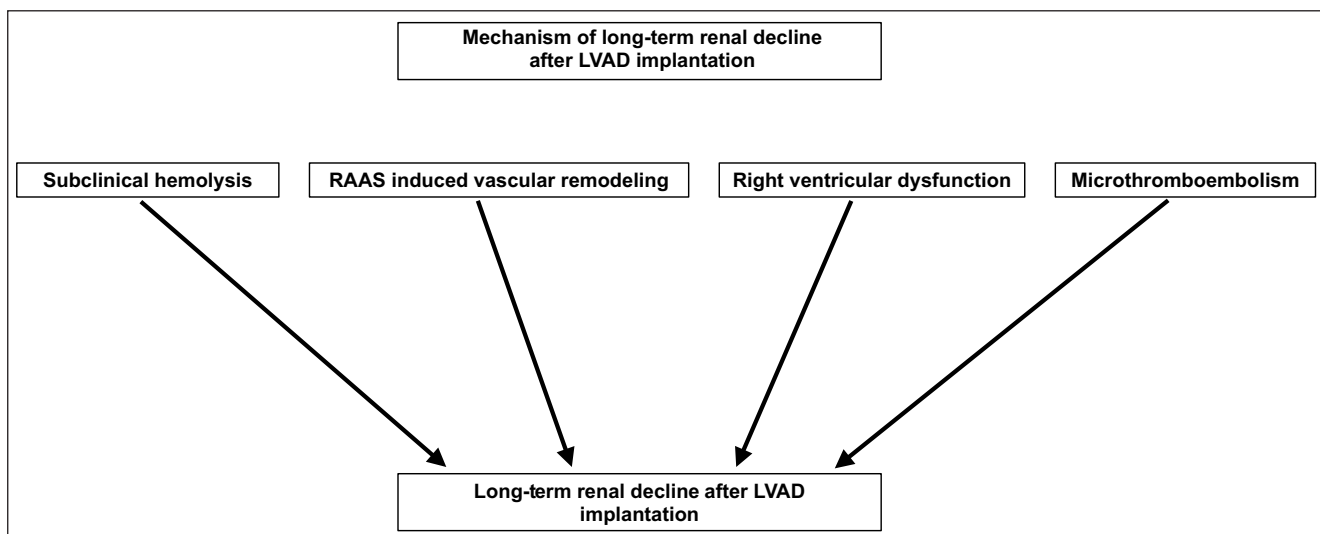 Mechanism of long-term renal decline
after LVAD implantation
Subclinical hemolysis
RAAS induced vascular remodeling
Right ventricular dysfunction
Microthromboembolism
Long-term renal decline after LVAD
implantation